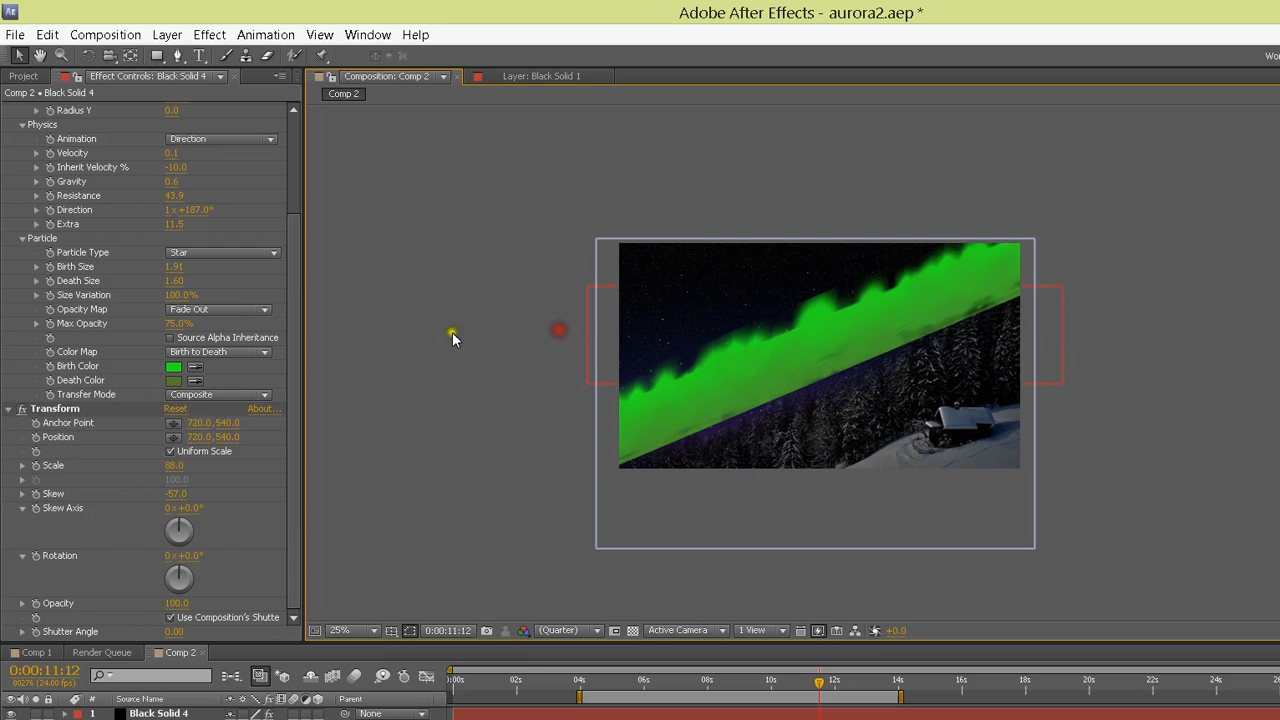 Adobe After Effects - aurora2.aep *
Ae
File Edit Composition Layer Effect Animation View Window Help
Project Effect Controls: Black Solid 4 Composition: Comp 2 Layer: Black Solid 1
Comp 2 • Black Solid 4
Comp 2
Radius Y 0.0
Physics
Animation Direction
Velocity 0.1
Inherit Velocity % -10.0
Gravity 0.6
Resistance 43.9
Direction 1x+187.0°
Extra 11.5
Particle
Particle Type Star
Birth Size 1.91
Death Size 1.60
Size Variation 100.0%
Opacity Map Fade Out
Max Opacity 75.0%
Source Alpha Inheritance
Color Map Birth to Death
Birth Color
Death Color
Transfer Mode Composite
fx Transform Reset About...
Anchor Point 720.0,540.0
Position 720.0,540.0
Uniform Scale
Scale 88.0
100.0
Skew -57.0
Skew Axis 0x+0.0°
Rotation 0x+0.0°
Opacity 100.0
Use Composition's Shutte
Shutter Angle 0.00
25% 0:00:11:12 (Quarter) Active Camera 1 View +0.0
Comp 1 Render Queue Comp 2
0:00:11:12
00276 (24.00 fps)
:00s 02s 04s 06s 08s 10s 12s 14s 16s 18s 20s 22s 24s 26s
# Source Name Parent
1 Black Solid 4 None